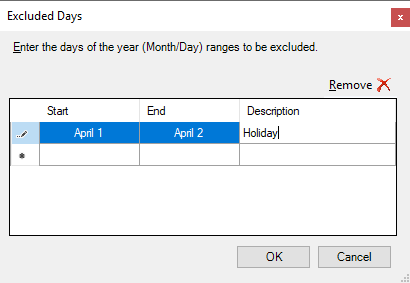 Excluded Days
Enter the days of the year (Month/Day) ranges to be excluded.
Remove
Start End Description
April 1 April 2 Holiday
OK Cancel